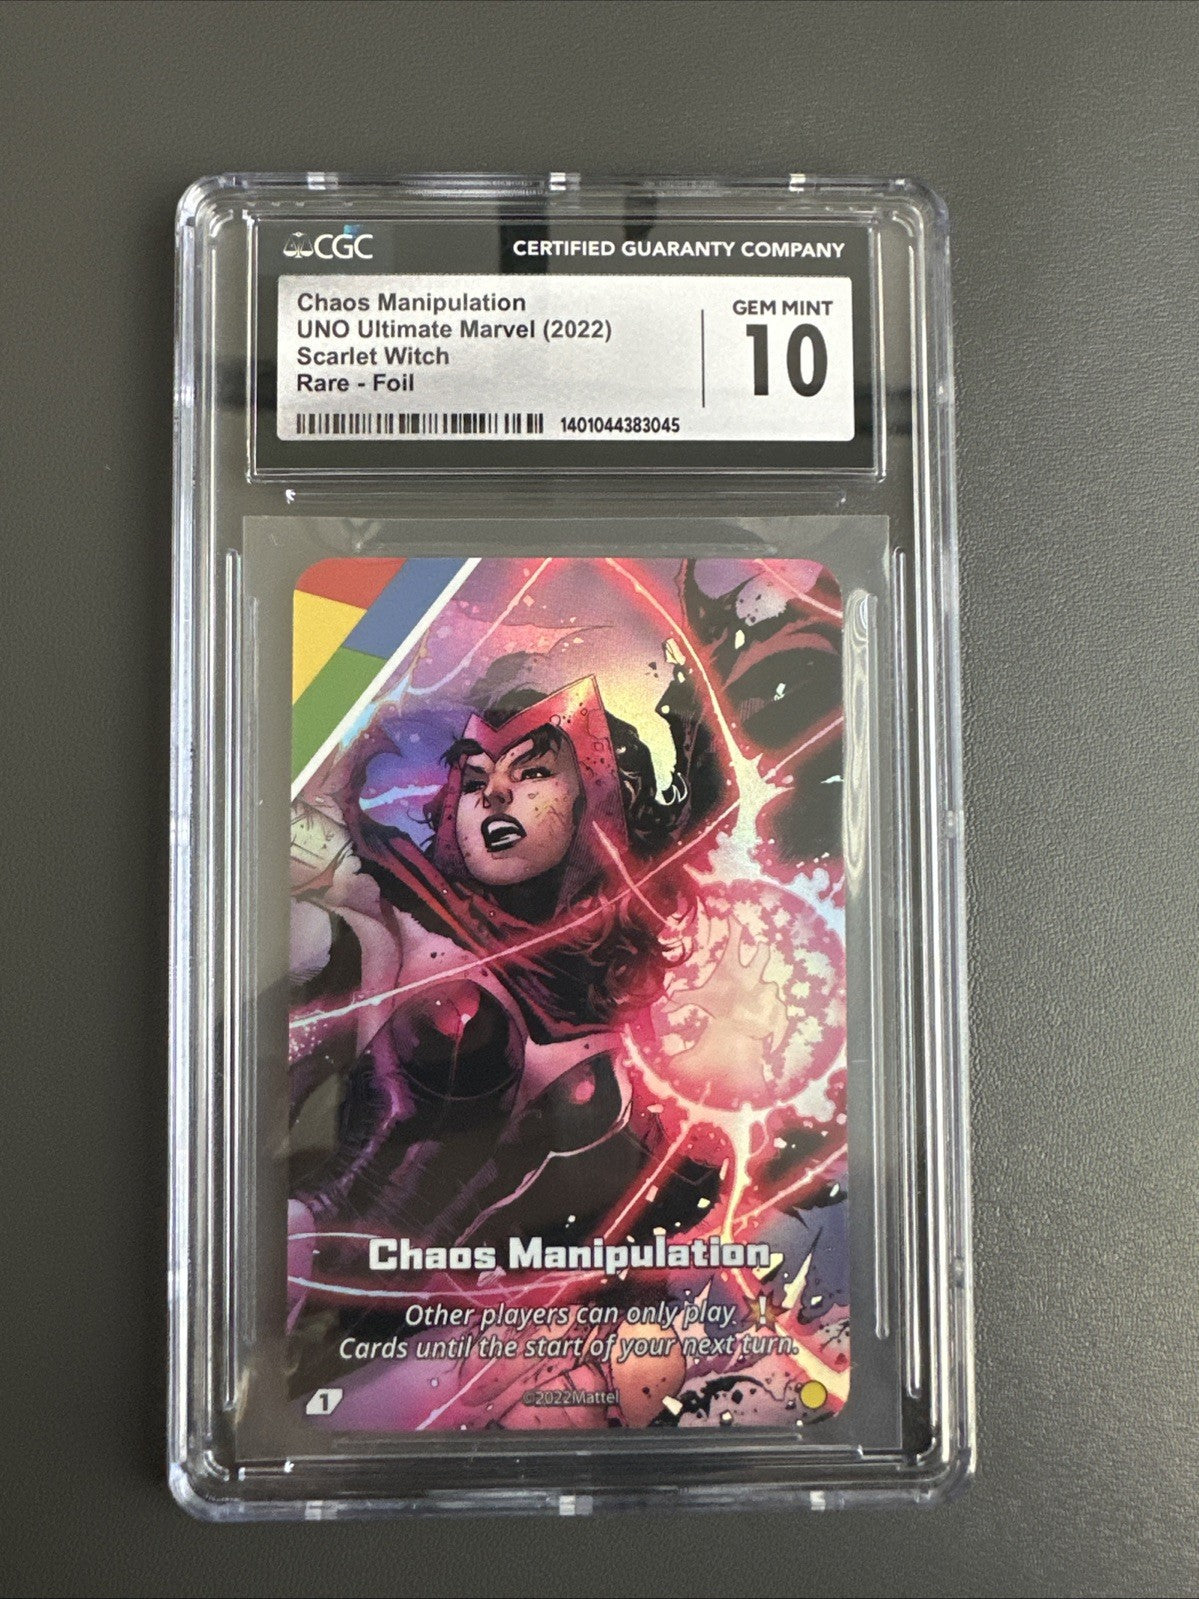 CGC
CERTIFIED GUARANTY COMPANY
Chaos Manipulation
UNO Ultimate Marvel (2022)
Scarlet Witch
Rare - Foil
GEM MINT
10
1401044383045
Chaos Manipulation
Other players can only play !
Cards until the start of your next turn.
©2022Mattel
1